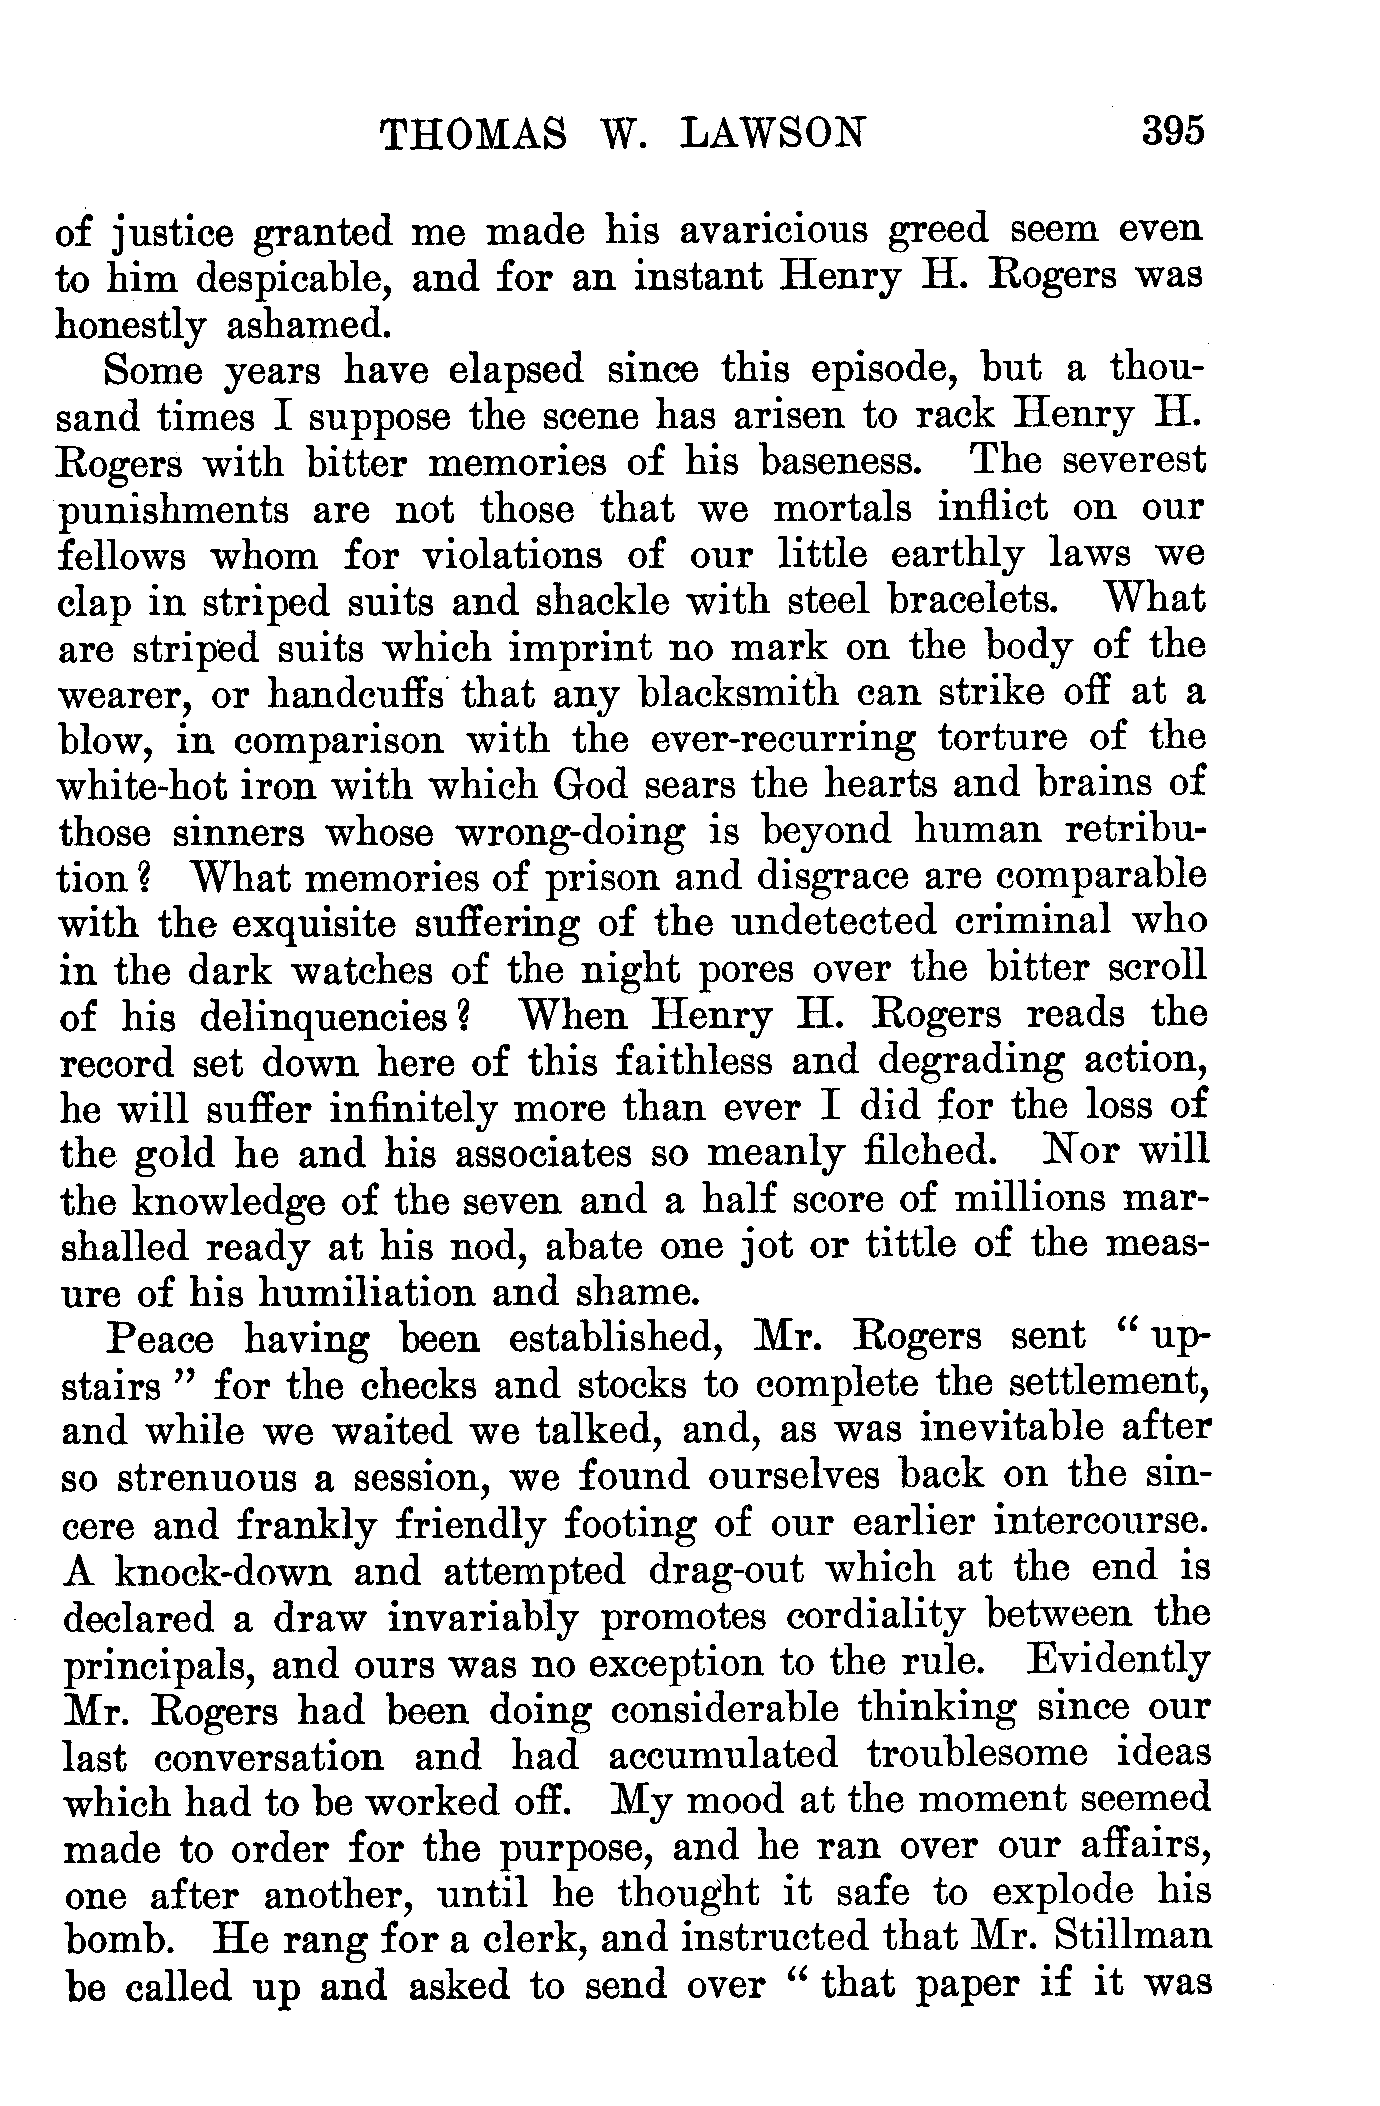 THOMAS W. LAWSON 395
of justice granted me made his avaricious greed seem even
to him despicable, and for an instant Henry H. Rogers was
honestly ashamed.
Some years have elapsed since this episode, but a thou-
sand times I suppose the scene has arisen to rack Henry H.
Rogers with bitter memories of his baseness. The severest
punishments are not those that we mortals inflict on our
fellows whom for violations of our little earthly laws we
clap in striped suits and shackle with steel bracelets. What
are striped suits which imprint no mark on the body of the
wearer, or handcuffs that any blacksmith can strike off at a
blow, in comparison with the ever-recurring torture of the
white-hot iron with which God sears the hearts and brains of
those sinners whose wrong-doing is beyond human retribu-
tion? What memories of prison and disgrace are comparable
with the exquisite suffering of the undetected criminal who
in the dark watches of the night pores over the bitter scroll
of his delinquencies? When Henry H. Rogers reads the
record set down here of this faithless and degrading action,
he will suffer infinitely more than ever I did for the loss of
the gold he and his associates so meanly filched. Nor will
the knowledge of the seven and a half score of millions mar-
shalled ready at his nod, abate one jot or tittle of the meas-
ure of his humiliation and shame.
Peace having been established, Mr. Rogers sent "up-
stairs" for the checks and stocks to complete the settlement,
and while we waited we talked, and, as was inevitable after
so strenuous a session, we found ourselves back on the sin-
cere and frankly friendly footing of our earlier intercourse.
A knock-down and attempted drag-out which at the end is
declared a draw invariably promotes cordiality between the
principals, and ours was no exception to the rule. Evidently
Mr. Rogers had been doing considerable thinking since our
last conversation and had accumulated troublesome ideas
which had to be worked off. My mood at the moment seemed
made to order for the purpose, and he ran over our affairs,
one after another, until he thought it safe to explode his
bomb. He rang for a clerk, and instructed that Mr. Stillman
be called up and asked to send over "that paper if it was